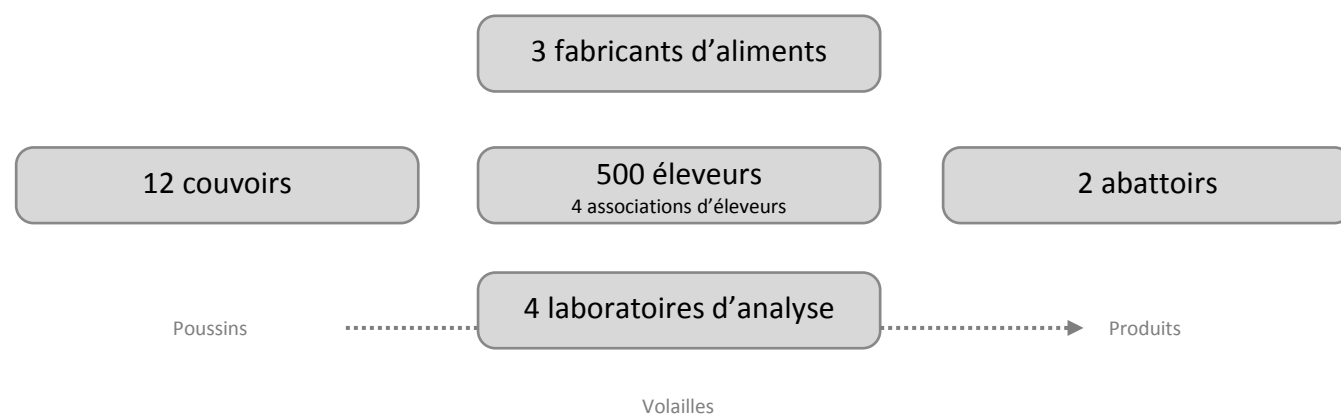 3 fabricants d’aliments
12 couvoirs
500 éleveurs
4 associations d’éleveurs
2 abattoirs
4 laboratoires d’analyse
Poussins
Produits
Volailles